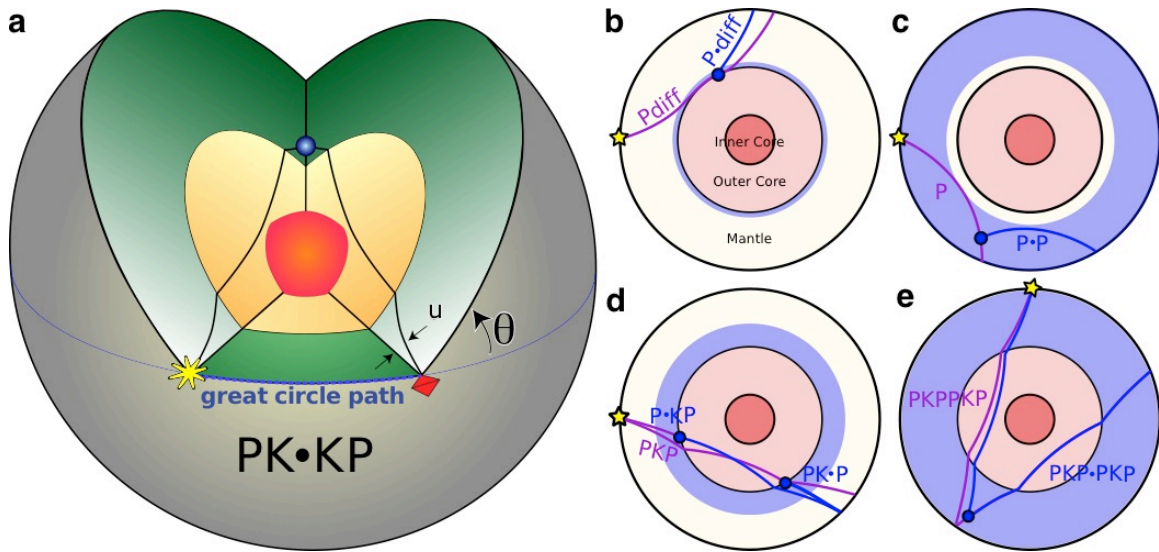 a
u
θ
great circle path
PK•KP
b
P•diff
Pdiff
Inner Core
Outer Core
Mantle
c
P
P•P
d
P•KP
PKP
PK•P
e
PKPPKP
PKP•PKP